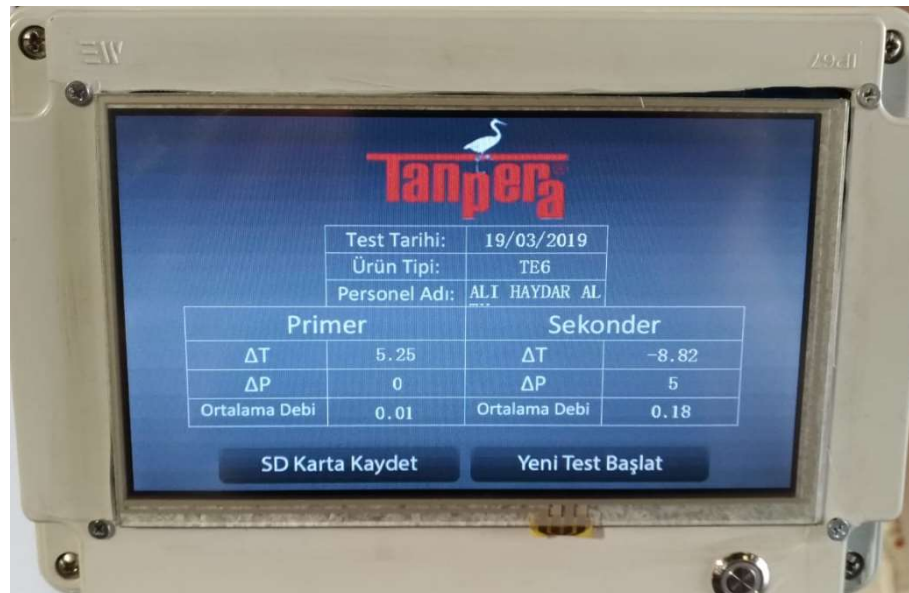 EW
IP67
Tanpera
Test Tarihi: 19/03/2019
Ürün Tipi: TE6
Personel Adı: ALI HAYDAR AL
Primer Sekonder
ΔT 5.25 ΔT -8.82
ΔP 0 ΔP 5
Ortalama Debi 0.01 Ortalama Debi 0.18
SD Karta Kaydet Yeni Test Başlat